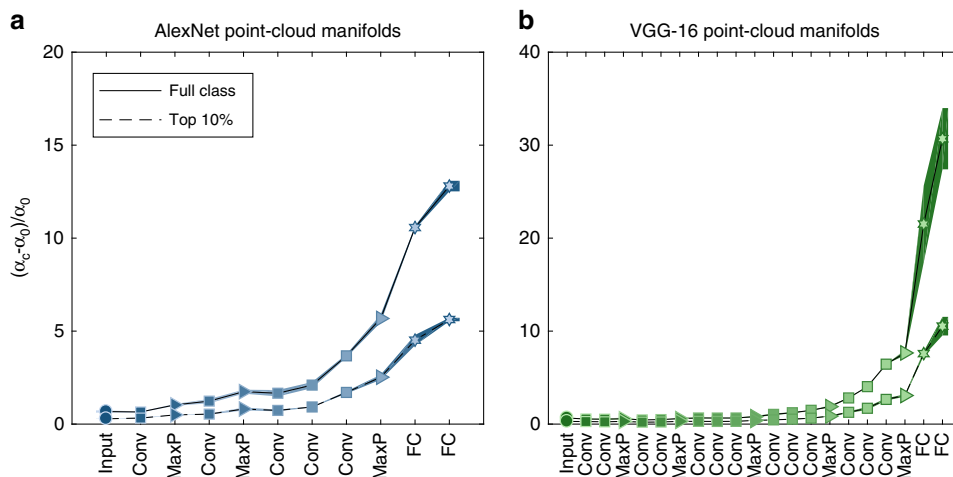 a
AlexNet point-cloud manifolds
20
15
10
5
0
(αc-α0)/α0
Full class
Top 10%
Input
Conv
MaxP
Conv
MaxP
Conv
Conv
Conv
MaxP
FC
FC
b
VGG-16 point-cloud manifolds
40
30
20
10
0
Input
Conv
Conv
MaxP
Conv
Conv
MaxP
Conv
Conv
Conv
MaxP
Conv
Conv
Conv
MaxP
Conv
Conv
Conv
MaxP
FC
FC